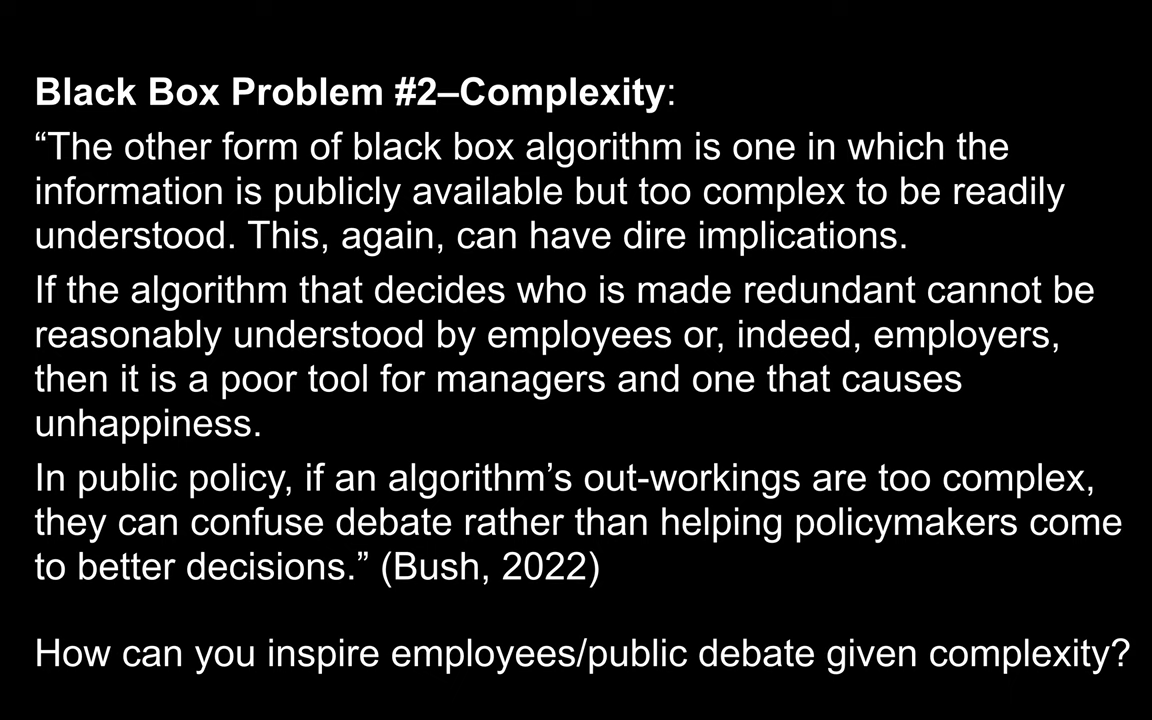 Black Box Problem #2–Complexity:
“The other form of black box algorithm is one in which the
information is publicly available but too complex to be readily
understood. This, again, can have dire implications.
If the algorithm that decides who is made redundant cannot be
reasonably understood by employees or, indeed, employers,
then it is a poor tool for managers and one that causes
unhappiness.
In public policy, if an algorithm’s out-workings are too complex,
they can confuse debate rather than helping policymakers come
to better decisions.” (Bush, 2022)
How can you inspire employees/public debate given complexity?